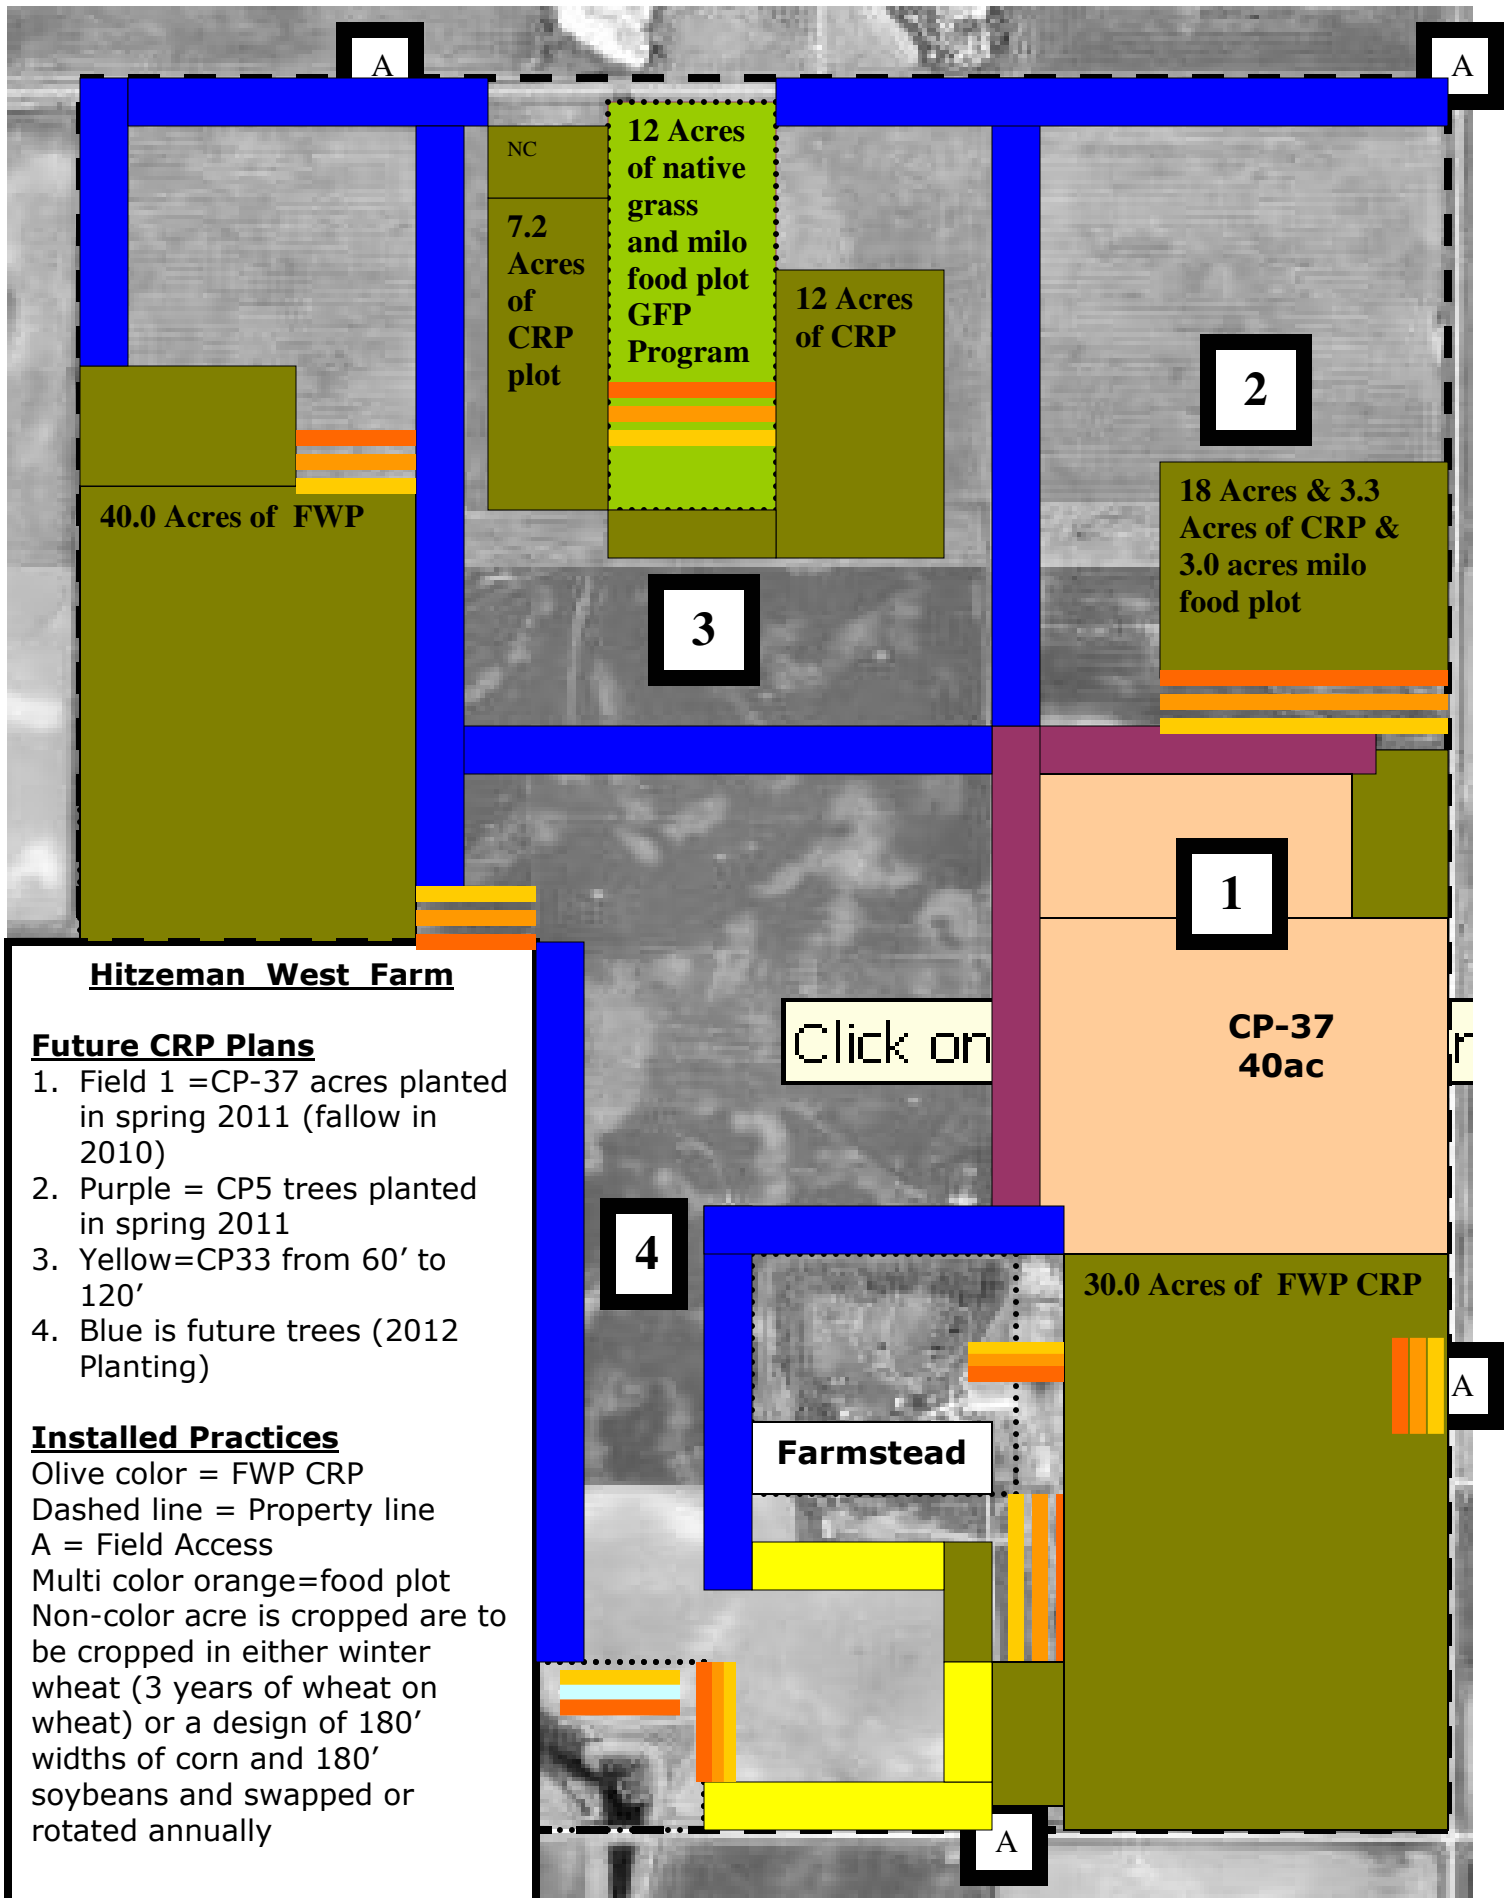 A
A
NC
7.2
Acres
of
CRP
plot
12 Acres
of native
grass
and milo
food plot
GFP
Program
12 Acres
of CRP
2
40.0 Acres of  FWP
18 Acres & 3.3
Acres of CRP &
3.0 acres milo
food plot
3
1
CP-37
40ac
Click on
4
30.0 Acres of  FWP CRP
A
Farmstead
A
Hitzeman  West  Farm
Future CRP Plans
1.  Field 1 =CP-37 acres planted
in spring 2011 (fallow in
2010)
2.  Purple = CP5 trees planted
in spring 2011
3.  Yellow=CP33 from 60’ to
120’
4.  Blue is future trees (2012
Planting)
Installed Practices
Olive color = FWP CRP
Dashed line = Property line
A = Field Access
Multi color orange=food plot
Non-color acre is cropped are to
be cropped in either winter
wheat (3 years of wheat on
wheat) or a design of 180’
widths of corn and 180’
soybeans and swapped or
rotated annually